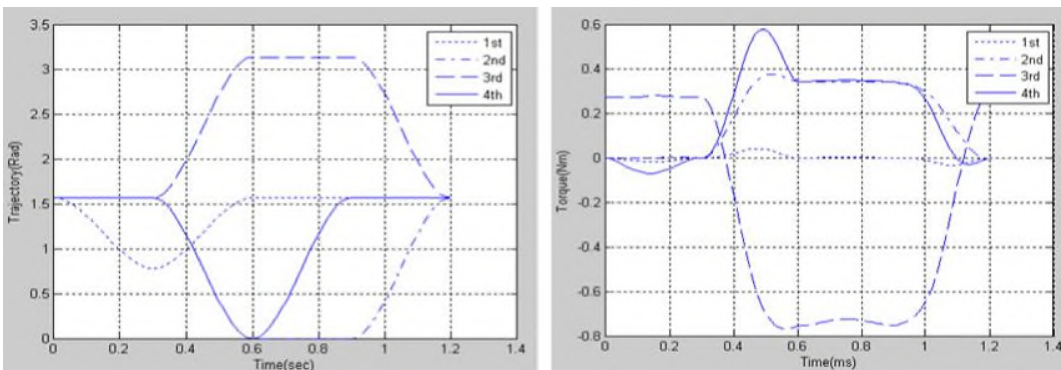 3.5
3
2.5
2
1.5
1
0.5
0
Trajectory(Rad)
0 0.2 0.4 0.6 0.8 1 1.2 1.4
Time(sec)
1st
2nd
3rd
4th
0.6
0.4
0.2
0
-0.2
-0.4
-0.6
-0.8
Torque(Nm)
0 0.2 0.4 0.6 0.8 1 1.2 1.4
Time(ms)
1st
2nd
3rd
4th